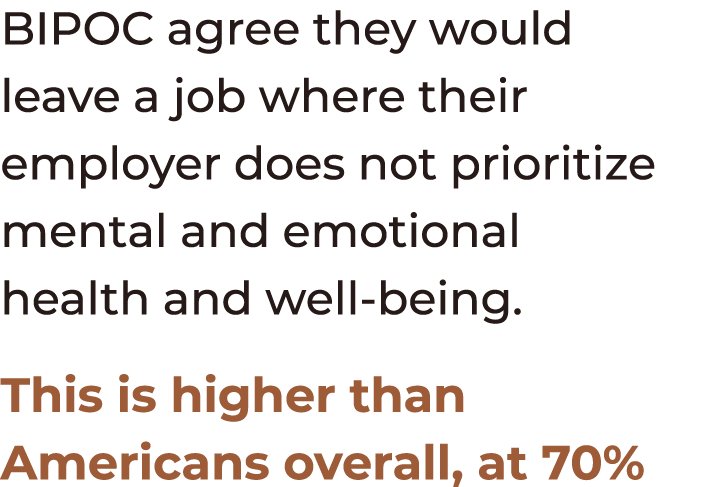 BIPOC agree they would
leave a job where their
employer does not prioritize
mental and emotional
health and well-being.
This is higher than
Americans overall, at 70%